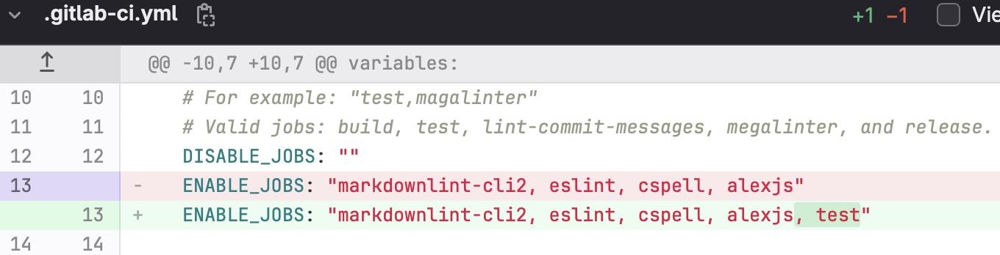 .gitlab-ci.yml +1 −1 Vie
@@ -10,7 +10,7 @@ variables:
10 10 # For example: "test,magalinter"
11 11 # Valid jobs: build, test, lint-commit-messages, megalinter, and release.
12 12 DISABLE_JOBS: ""
13 - ENABLE_JOBS: "markdownlint-cli2, eslint, cspell, alexjs"
13 + ENABLE_JOBS: "markdownlint-cli2, eslint, cspell, alexjs, test"
14 14